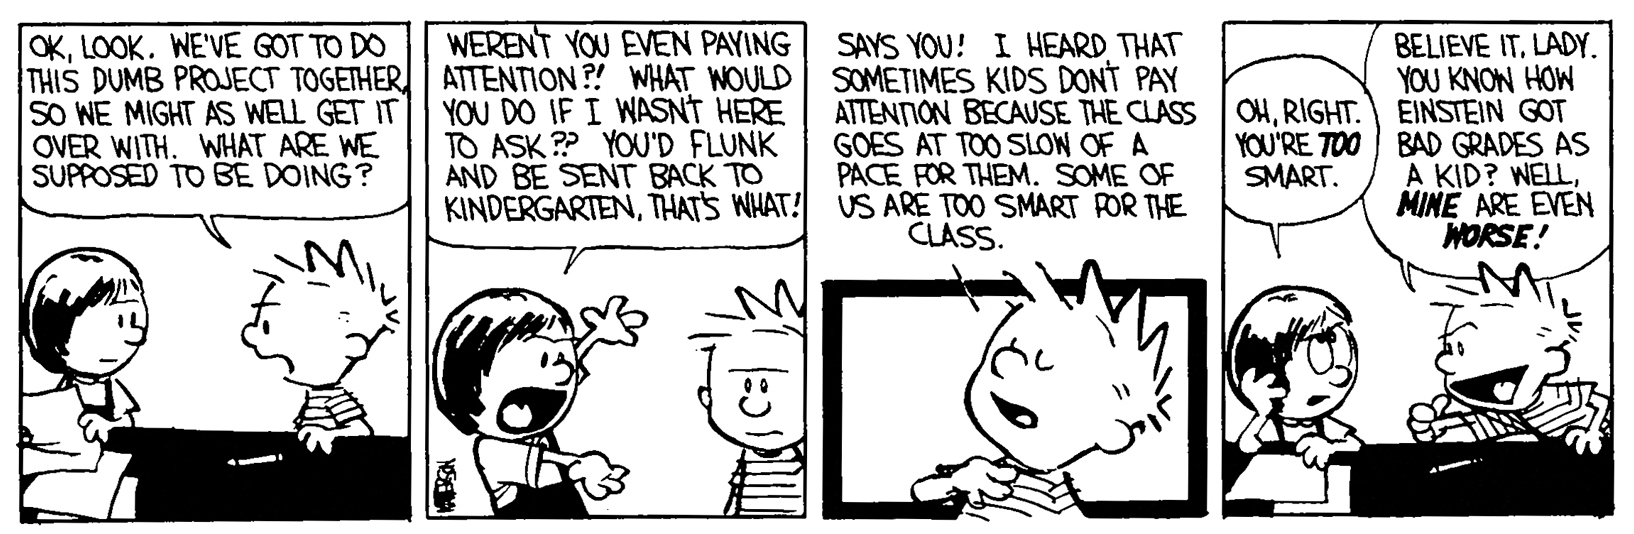 OK, LOOK. WE'VE GOT TO DO
THIS DUMB PROJECT TOGETHER,
SO WE MIGHT AS WELL GET IT
OVER WITH. WHAT ARE WE
SUPPOSED TO BE DOING?
WEREN'T YOU EVEN PAYING
ATTENTION?! WHAT WOULD
YOU DO IF I WASN'T HERE
TO ASK?? YOU'D FLUNK
AND BE SENT BACK TO
KINDERGARTEN, THAT'S WHAT!
WATTERSON
SAYS YOU! I HEARD THAT
SOMETIMES KIDS DON'T PAY
ATTENTION BECAUSE THE CLASS
GOES AT TOO SLOW OF A
PACE FOR THEM. SOME OF
US ARE TOO SMART FOR THE
CLASS.
OH, RIGHT.
YOU'RE TOO
SMART.
BELIEVE IT, LADY.
YOU KNOW HOW
EINSTEIN GOT
BAD GRADES AS
A KID? WELL,
MINE ARE EVEN
WORSE!